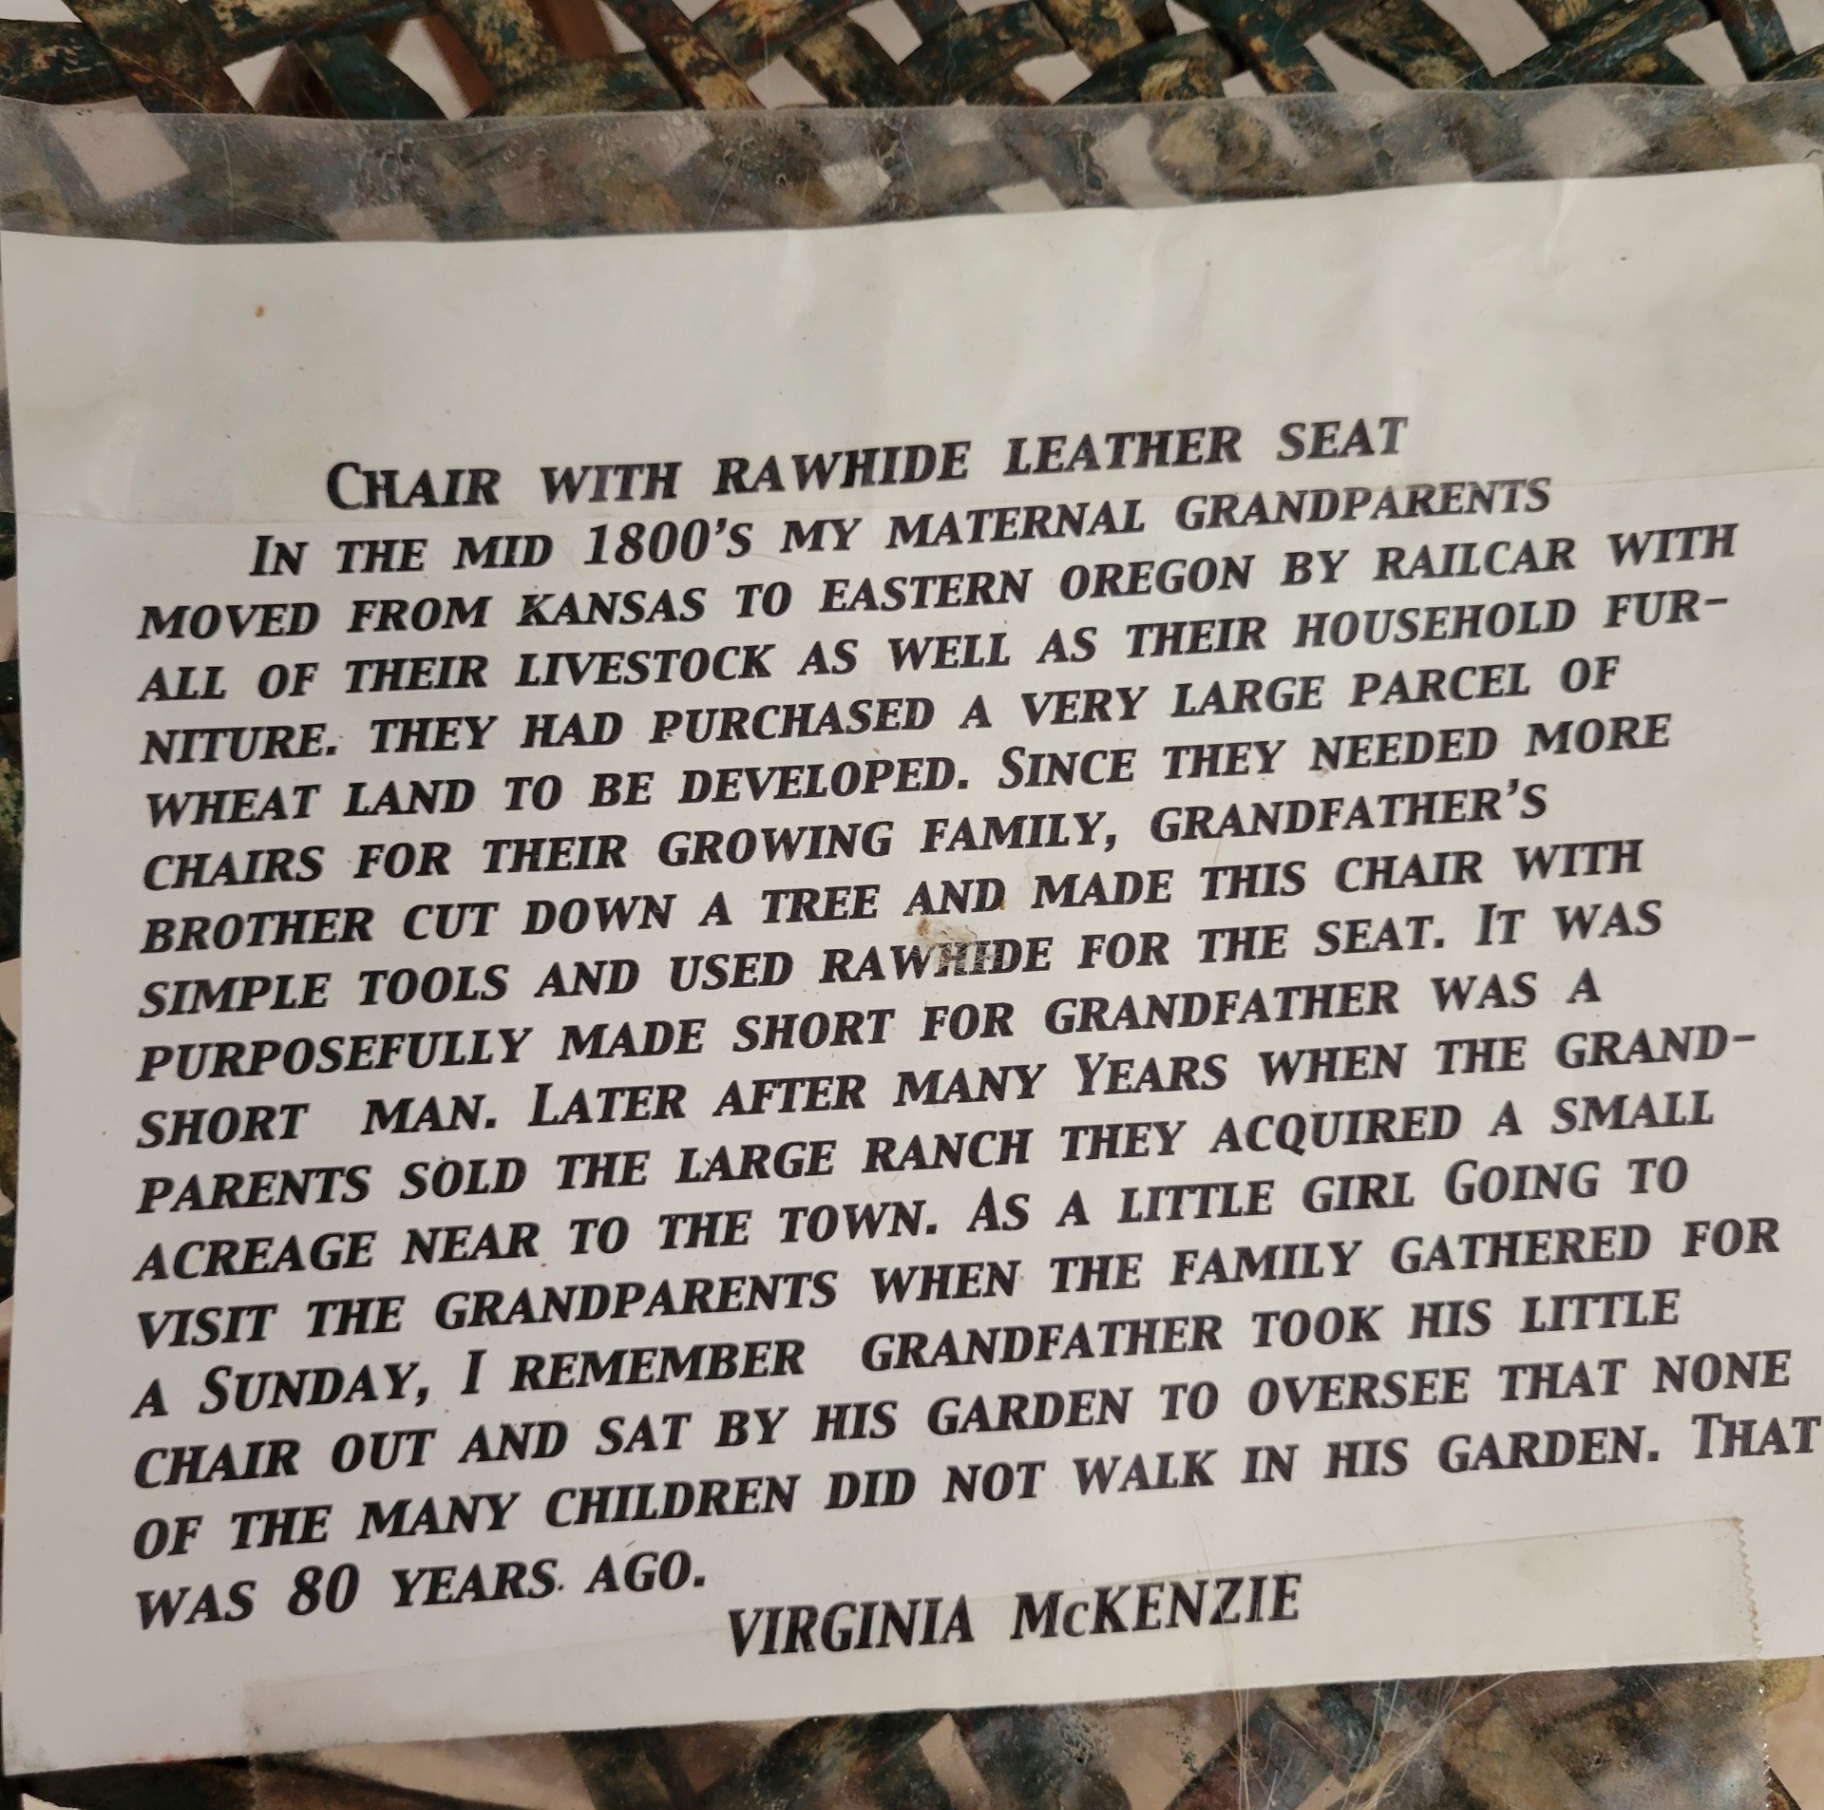 CHAIR WITH RAWHIDE LEATHER SEAT
IN THE MID 1800'S MY MATERNAL GRANDPARENTS
MOVED FROM KANSAS TO EASTERN OREGON BY RAILCAR WITH
ALL OF THEIR LIVESTOCK AS WELL AS THEIR HOUSEHOLD FUR-
NITURE. THEY HAD PURCHASED A VERY LARGE PARCEL OF
WHEAT LAND TO BE DEVELOPED. SINCE THEY NEEDED MORE
CHAIRS FOR THEIR GROWING FAMILY, GRANDFATHER'S
BROTHER CUT DOWN A TREE AND MADE THIS CHAIR WITH
SIMPLE TOOLS AND USED RAWHIDE FOR THE SEAT. IT WAS
PURPOSEFULLY MADE SHORT FOR GRANDFATHER WAS A
SHORT MAN. LATER AFTER MANY YEARS WHEN THE GRAND-
PARENTS SOLD THE LARGE RANCH THEY ACQUIRED A SMALL
ACREAGE NEAR TO THE TOWN. AS A LITTLE GIRL GOING TO
VISIT THE GRANDPARENTS WHEN THE FAMILY GATHERED FOR
A SUNDAY, I REMEMBER GRANDFATHER TOOK HIS LITTLE
CHAIR OUT AND SAT BY HIS GARDEN TO OVERSEE THAT NONE
OF THE MANY CHILDREN DID NOT WALK IN HIS GARDEN. THAT
WAS 80 YEARS AGO.
VIRGINIA McKENZIE